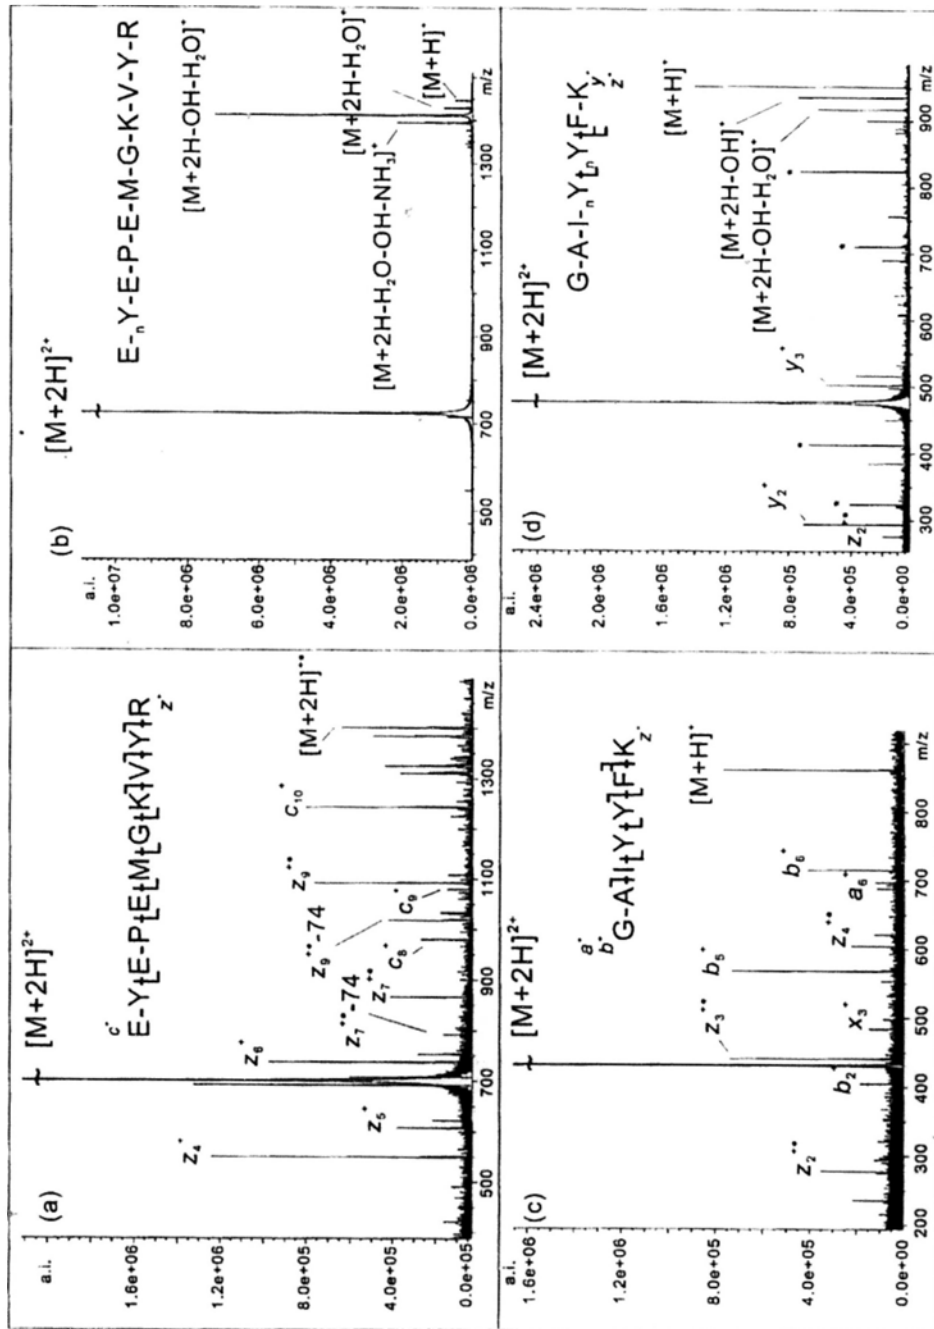 (a)
a.i.
[M+2H]²⁺
c˙
E-Y-E-P-E-M-G-K-V-Y-R
z˙
z₄⁺
z₅⁺
z₆⁺
z₇⁺˙-74
z₇⁺˙
z₉⁺˙-74
c₈⁺
c₉⁺
z₉⁺˙
c₁₀⁺
[M+2H]⁺˙
1.6e+06
1.2e+06
8.0e+05
4.0e+05
0.0e+00
500 700 900 1100 1300 m/z
(b)
a.i.
[M+2H]²⁺
E-ₙY-E-P-E-M-G-K-V-Y-R
[M+2H-OH-H₂O]⁺
[M+2H-H₂O-OH-NH₃]⁺
[M+2H-H₂O]⁺
[M+H]⁺
1.0e+07
8.0e+06
6.0e+06
4.0e+06
2.0e+06
0.0e+06
500 700 900 1100 1300 m/z
(c)
a.i.
[M+2H]²⁺
a˙
b˙
G-A-I-Y-Y-F-K
z˙
z₂⁺˙
b₂
z₃⁺˙
x₃⁺
b₅⁺
z₄⁺˙
a₆⁺
b₆⁺
[M+H]⁺
1.6e+06
1.2e+06
8.0e+05
4.0e+05
0.0e+00
200 300 400 500 600 700 800 m/z
(d)
a.i.
[M+2H]²⁺
G-A-I-ₙY-ₙY-F-K
y
z˙
z₂⁺˙
y₂⁺
y₃⁺
[M+2H-OH-H₂O]⁺
[M+2H-OH]⁺
[M+H]⁺
2.4e+06
2.0e+06
1.6e+06
1.2e+06
8.0e+05
4.0e+05
0.0e+00
300 400 500 600 700 800 900 m/z